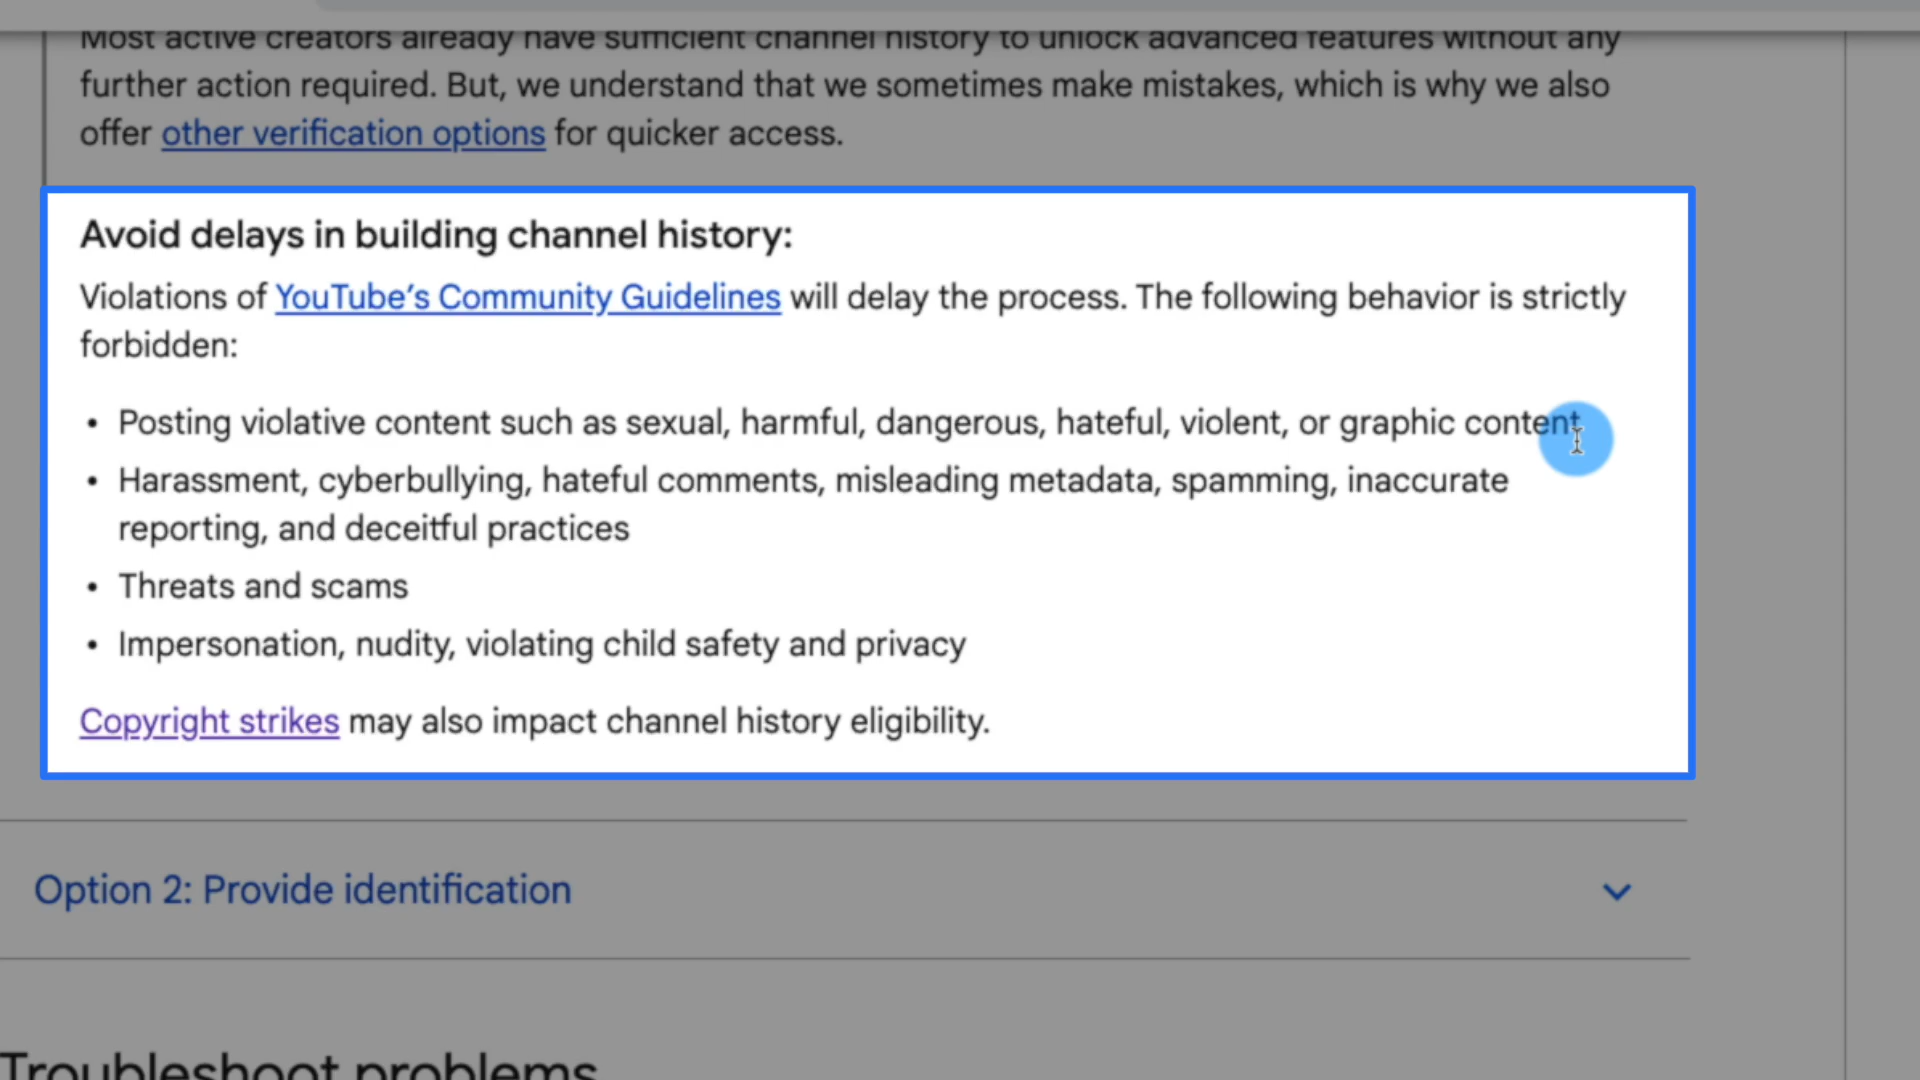 Most active creators already have sufficient channel history to unlock advanced features without any
further action required. But, we understand that we sometimes make mistakes, which is why we also
offer other verification options for quicker access.
Avoid delays in building channel history:
Violations of YouTube’s Community Guidelines will delay the process. The following behavior is strictly
forbidden:
• Posting violative content such as sexual, harmful, dangerous, hateful, violent, or graphic content
• Harassment, cyberbullying, hateful comments, misleading metadata, spamming, inaccurate
reporting, and deceitful practices
• Threats and scams
• Impersonation, nudity, violating child safety and privacy
Copyright strikes may also impact channel history eligibility.
Option 2: Provide identification
Troubleshoot problems